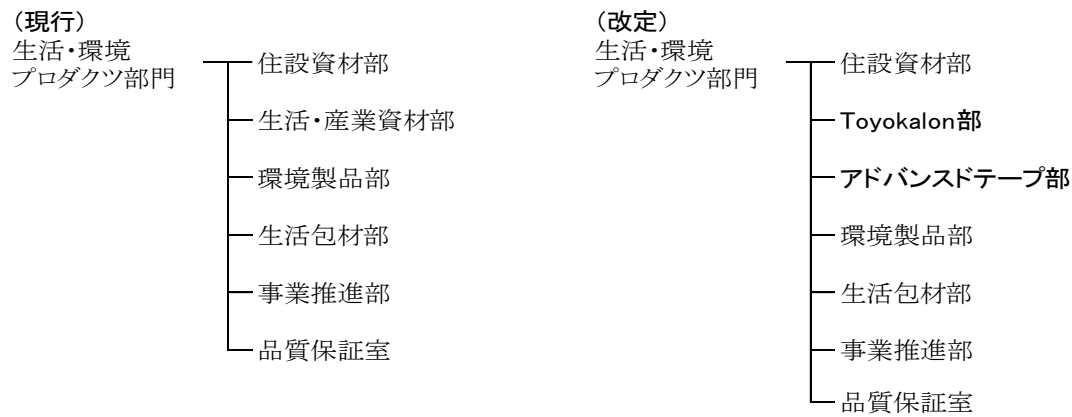 (現行)
生活・環境
プロダクツ部門
住設資材部
生活・産業資材部
環境製品部
生活包材部
事業推進部
品質保証室
(改定)
生活・環境
プロダクツ部門
住設資材部
Toyokalon部
アドバンスドテープ部
環境製品部
生活包材部
事業推進部
品質保証室